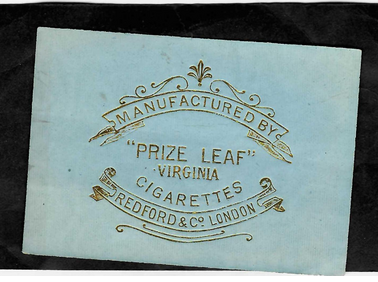 MANUFACTURED BY
"PRIZE LEAF"
VIRGINIA
CIGARETTES
REDFORD & Co. LONDON